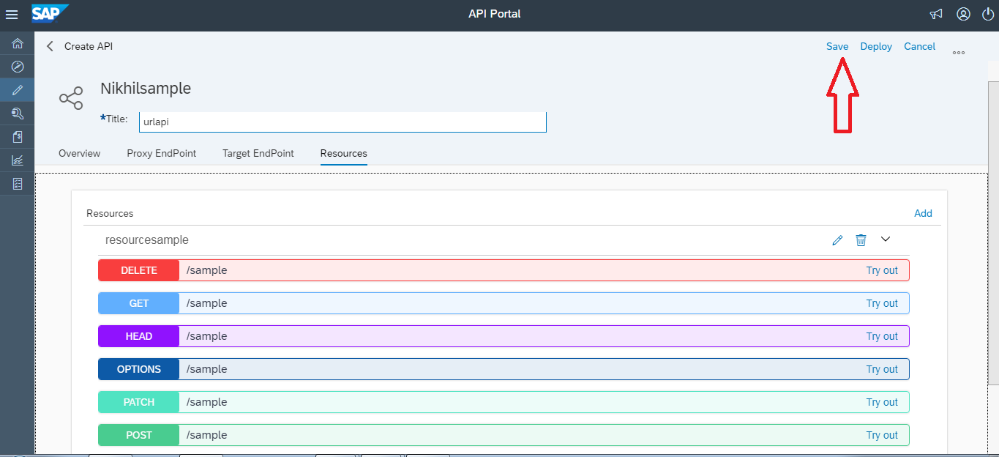 SAP API Portal
Create API Save Deploy Cancel
Nikhilsample
*Title: urlapi
Overview Proxy EndPoint Target EndPoint Resources
Resources Add
resourcesample
DELETE /sample Try out
GET /sample Try out
HEAD /sample Try out
OPTIONS /sample Try out
PATCH /sample Try out
POST /sample Try out